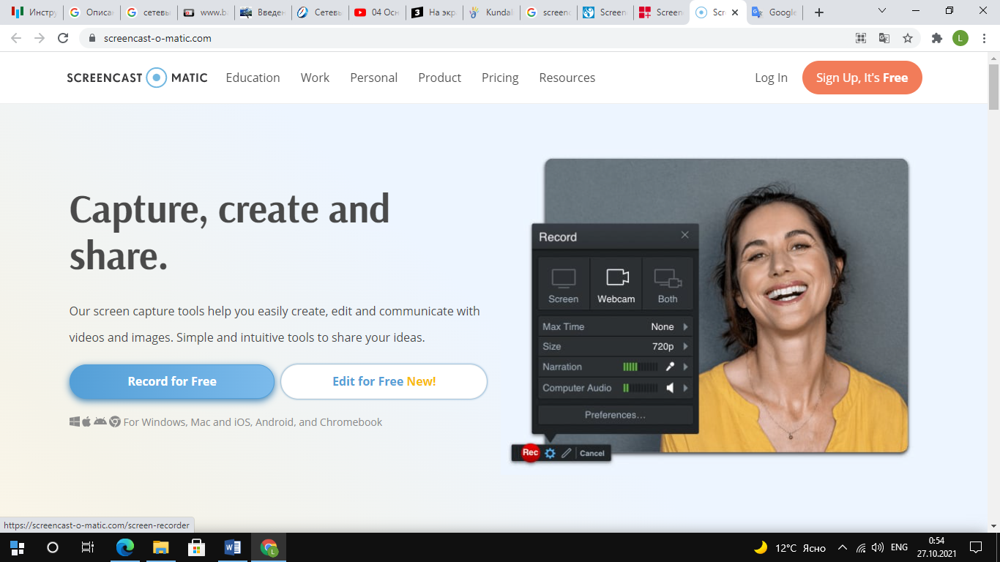 Инстру
Описан
сетевы
www.b
Введен
Сетевь
04 Осн
На экр
Kundal
screenc
Screen
Screen
Scr
Google
screencast-o-matic.com
L
SCREENCAST MATIC
Education
Work
Personal
Product
Pricing
Resources
Log In
Sign Up, It's Free
Capture, create and
share.
Our screen capture tools help you easily create, edit and communicate with
videos and images. Simple and intuitive tools to share your ideas.
Record for Free
Edit for Free New!
For Windows, Mac and iOS, Android, and Chromebook
Record
Screen
Webcam
Both
Max Time None
Size 720p
Narration
Computer Audio
Preferences...
Rec
Cancel
https://screencast-o-matic.com/screen-recorder
12°C Ясно
ENG
0:54
27.10.2021